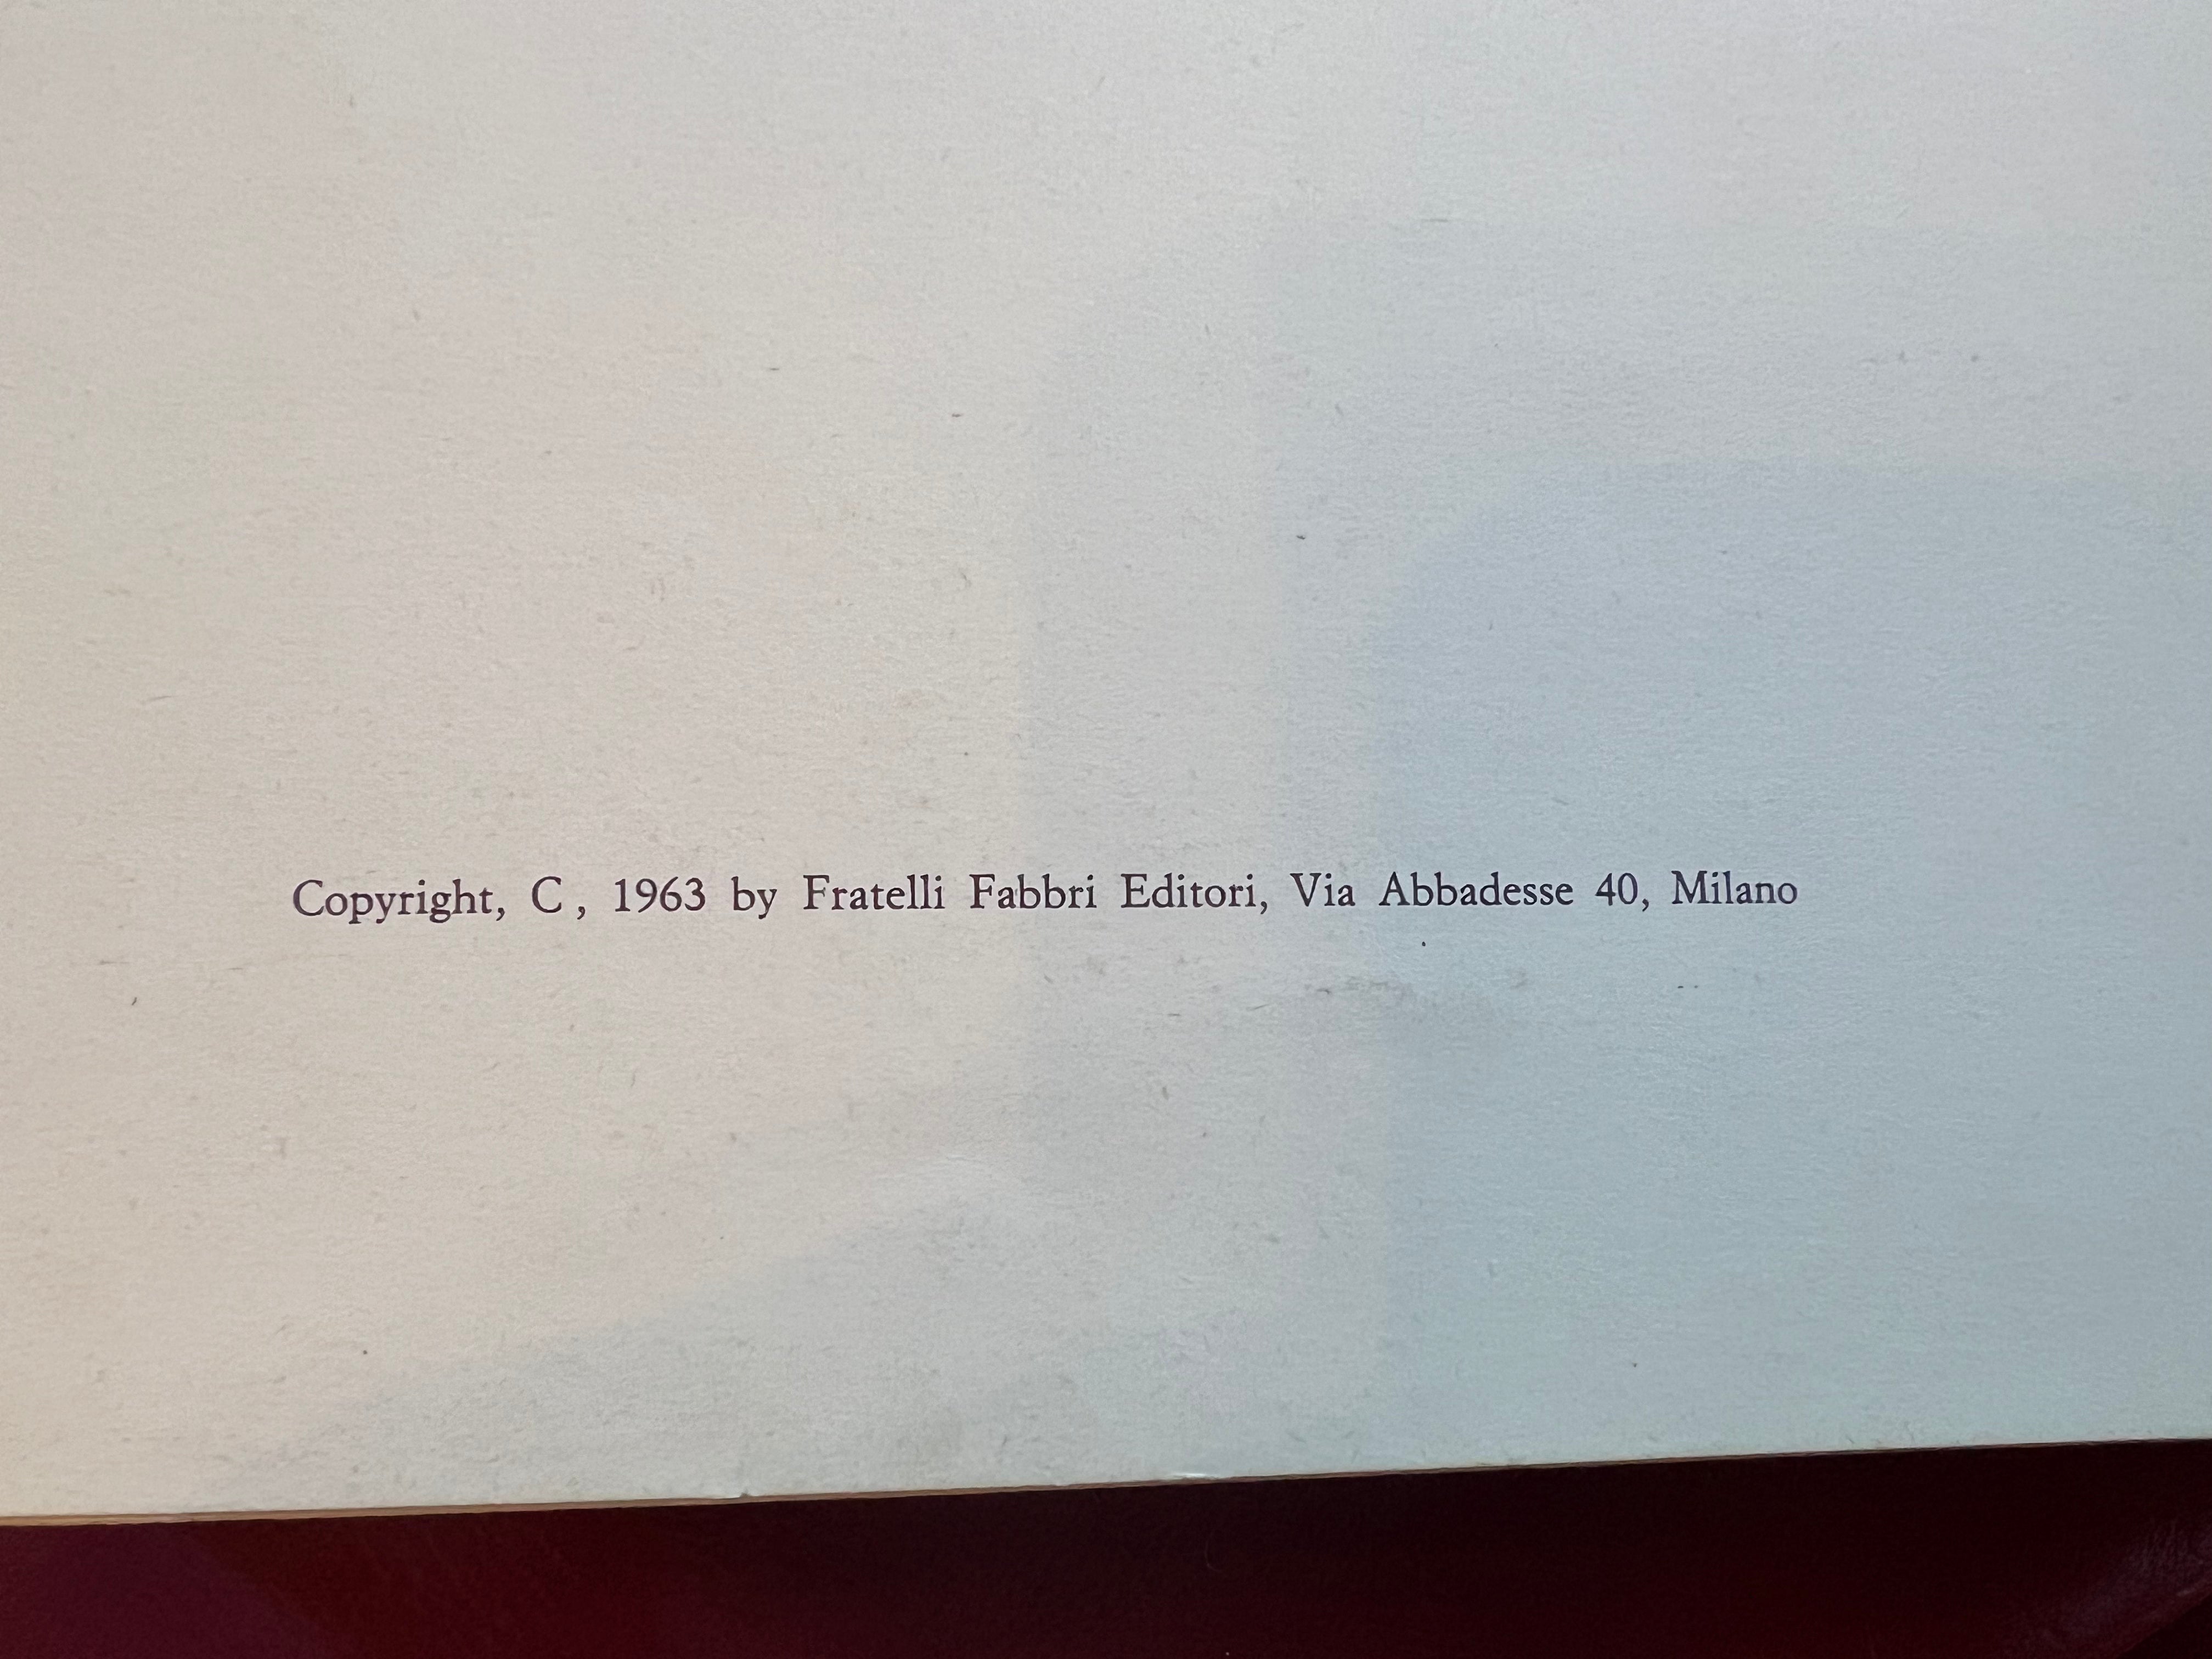 Copyright, C, 1963 by Fratelli Fabbri Editori, Via Abbadesse 40, Milano